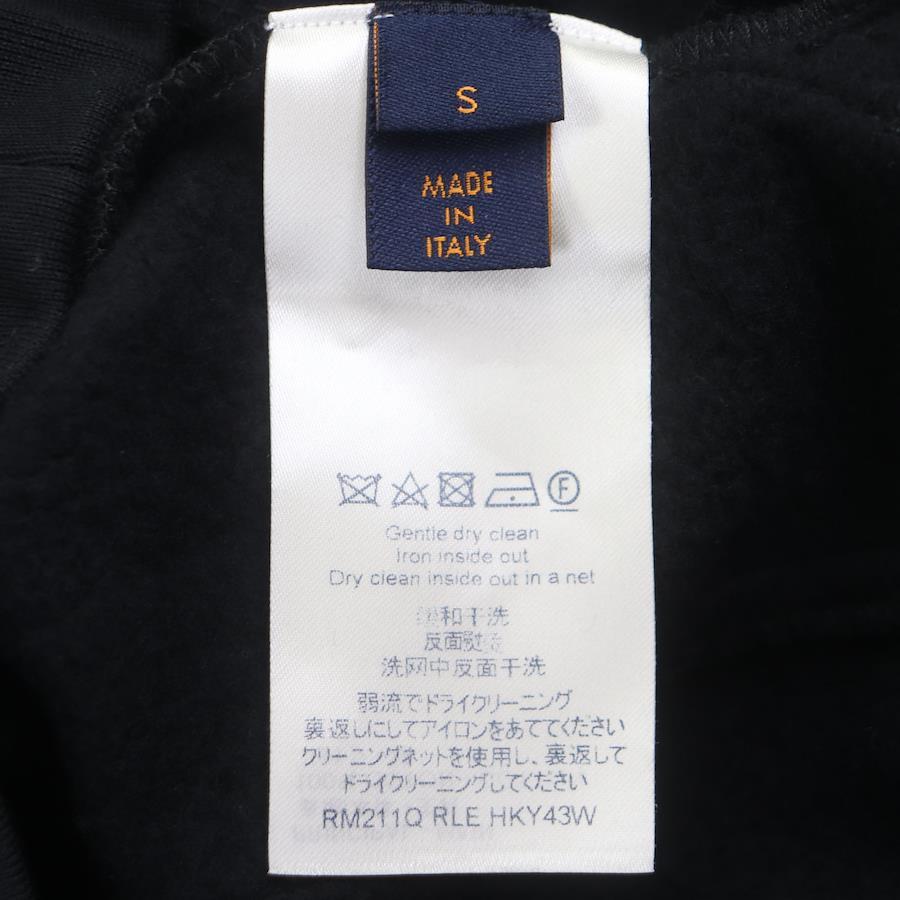 S
MADE
IN
ITALY
F
Gentle dry clean
Iron inside out
Dry clean inside out in a net
缓和干洗
反面熨烫
洗网中反面干洗
弱流でドライクリーニング
裏返しにしてアイロンをあててください
クリーニングネットを使用し、裏返して
ドライクリーニングしてください
RM211Q RLE HKY43W